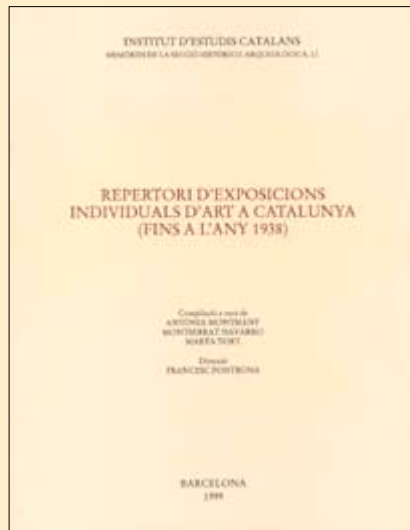 INSTITUT D'ESTUDIS CATALANS
MEMÒRIES DE LA SECCIÓ HISTÒRICO-ARQUEOLÒGICA
REPERTORI D'EXPOSICIONS
INDIVIDUALS D'ART A CATALUNYA
(FINS A L'ANY 1938)
Compilació a cura de
ANTÒNIA MONTMANY
MONTSERRAT NAVARRO
MARTA TORT
Direcció
FRANCESC FONTBONA
BARCELONA
1999